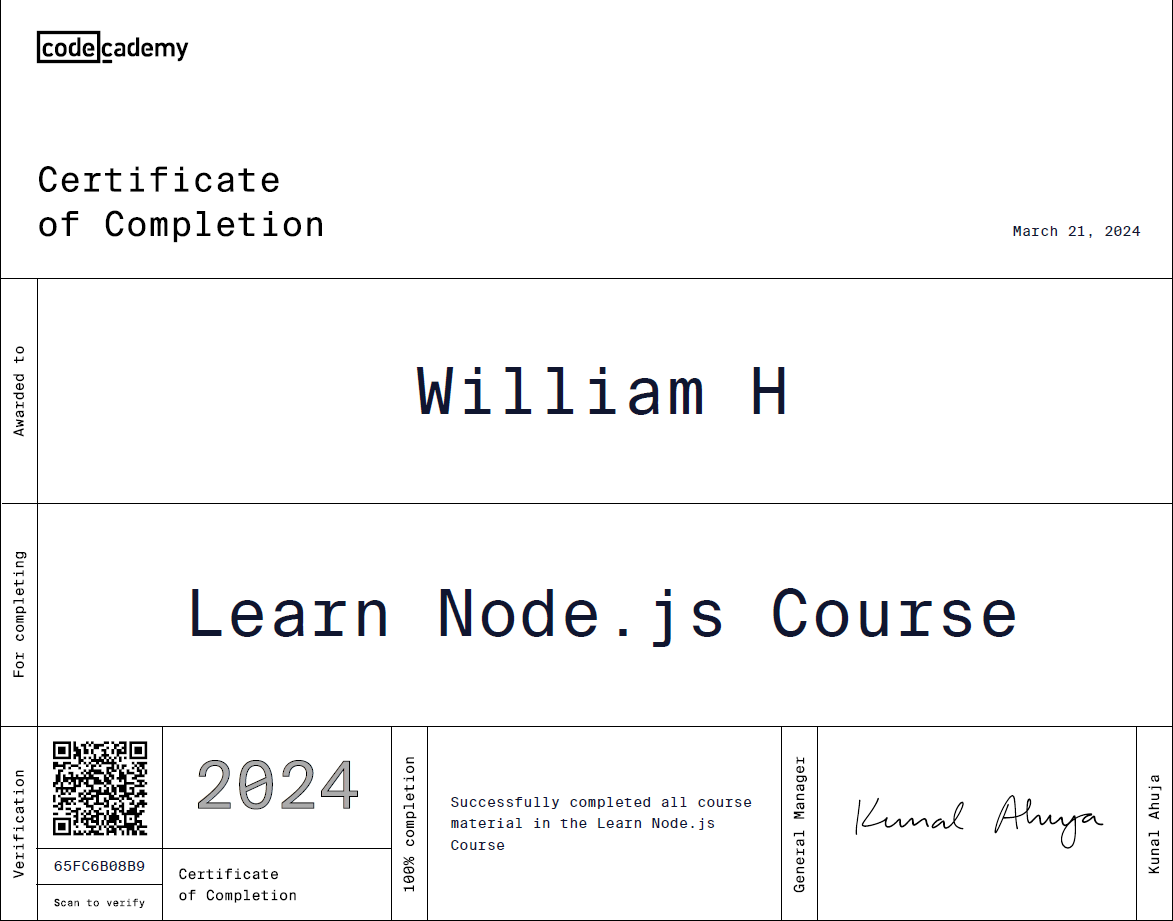 codecademy
Certificate
of Completion
March 21, 2024
Awarded to
William H
For completing
Learn Node.js Course
Verification
65FC6B08B9
Scan to verify
2024
Certificate
of Completion
100% completion
Successfully completed all course
material in the Learn Node.js
Course
General Manager
Kunal Ahuja
Kunal Ahuja